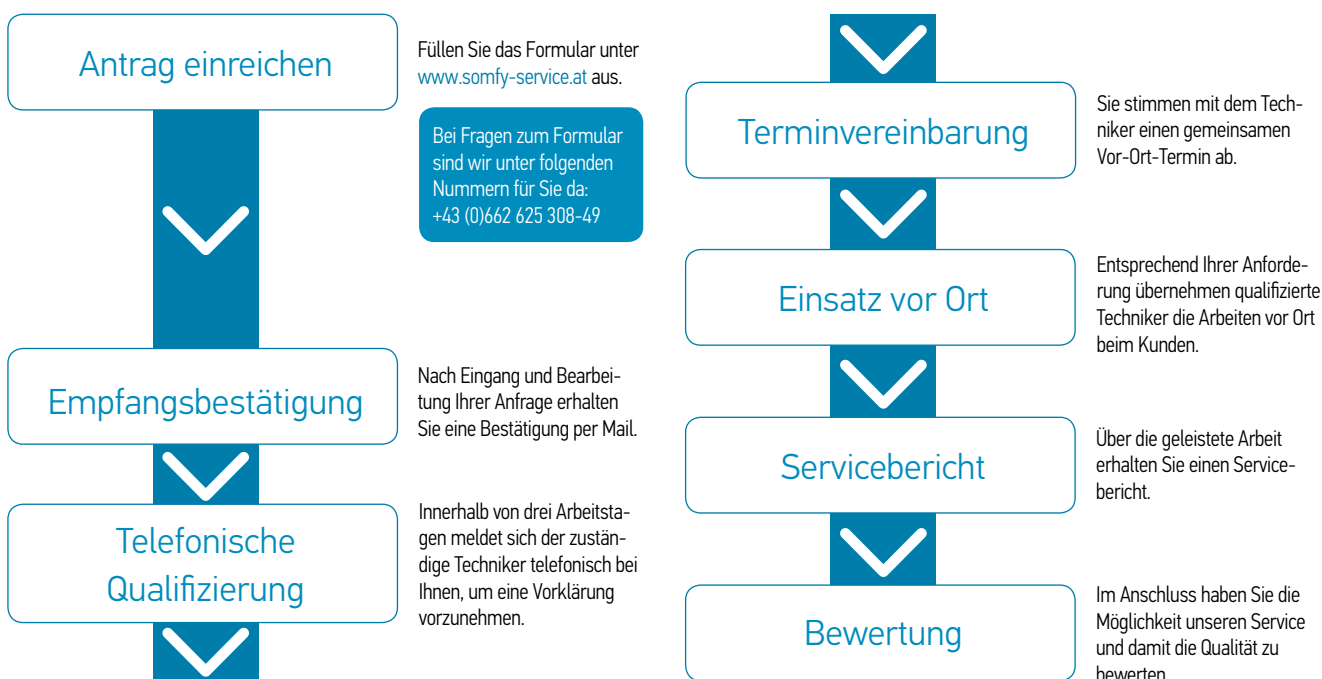 Antrag einreichen
Füllen Sie das Formular unter
www.somfy-service.at aus.
Bei Fragen zum Formular
sind wir unter folgenden
Nummern für Sie da:
+43 (0)662 625 308-49
Empfangsbestätigung
Nach Eingang und Bearbei-
tung Ihrer Anfrage erhalten
Sie eine Bestätigung per Mail.
Telefonische
Qualifizierung
Innerhalb von drei Arbeitsta-
gen meldet sich der zustän-
dige Techniker telefonisch bei
Ihnen, um eine Vorklärung
vorzunehmen.
Terminvereinbarung
Sie stimmen mit dem Tech-
niker einen gemeinsamen
Vor-Ort-Termin ab.
Einsatz vor Ort
Entsprechend Ihrer Anforde-
rung übernehmen qualifizierte
Techniker die Arbeiten vor Ort
beim Kunden.
Servicebericht
Über die geleistete Arbeit
erhalten Sie einen Service-
bericht.
Bewertung
Im Anschluss haben Sie die
Möglichkeit unseren Service
und damit die Qualität zu
bewerten